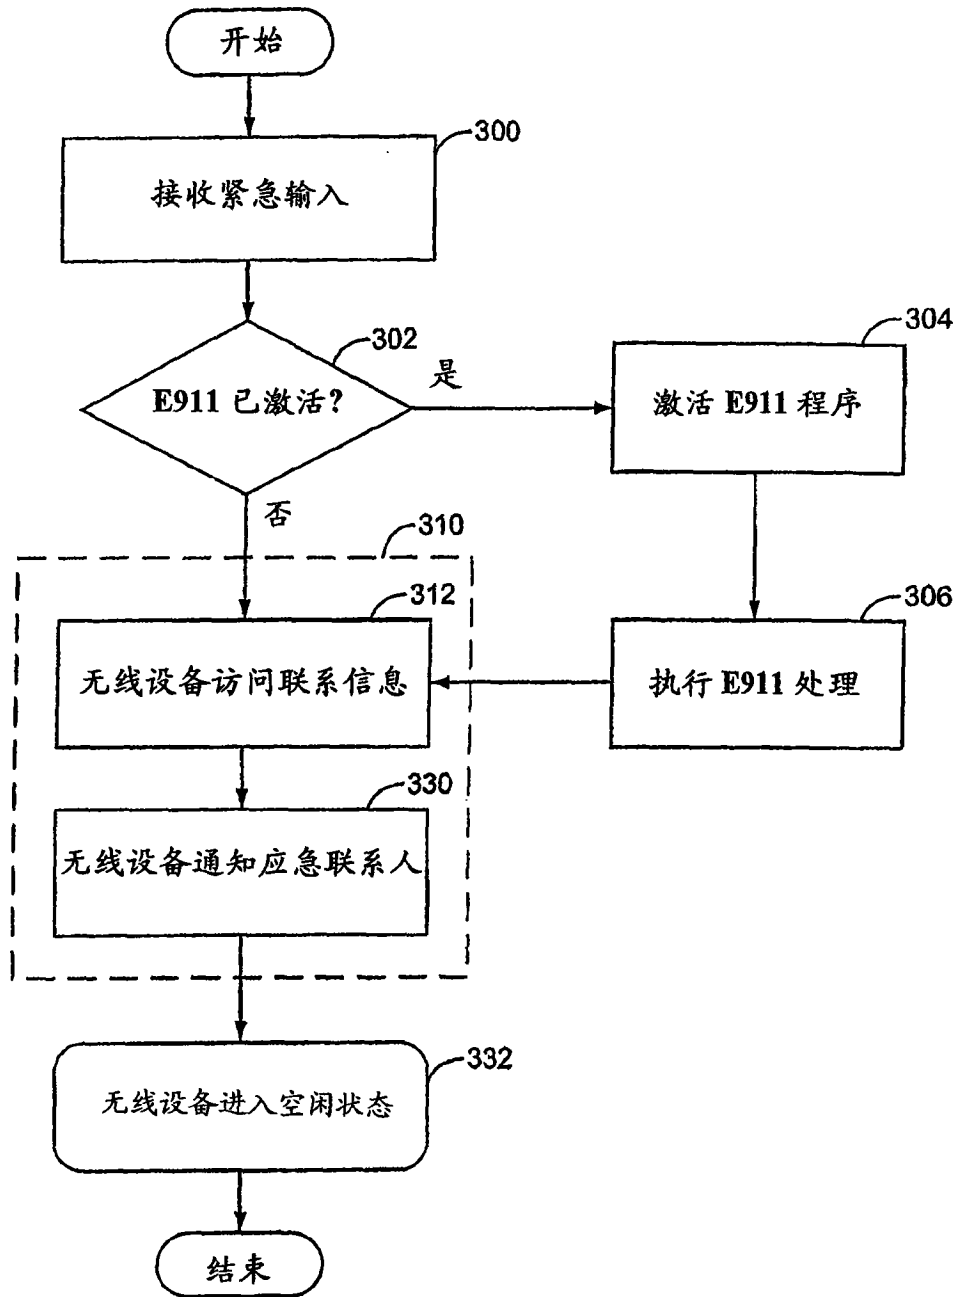 开始
300
接收紧急输入
302
E911 已激活?
是
304
激活 E911 程序
否
310
312
无线设备访问联系信息
306
执行 E911 处理
330
无线设备通知应急联系人
332
无线设备进入空闲状态
结束